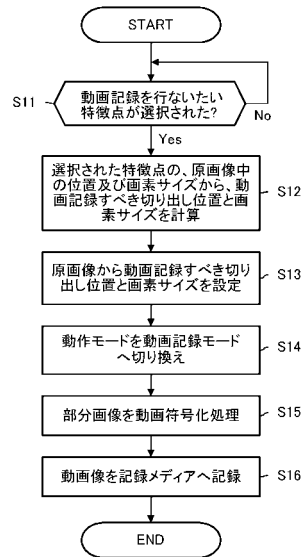 START
S11
動画記録を行ないたい
特徴点が選択された?
No
Yes
選択された特徴点の、原画像中
の位置及び画素サイズから、動
画記録すべき切り出し位置と画
素サイズを計算
S12
原画像から動画記録すべき切り
出し位置と画素サイズを設定
S13
動作モードを動画記録モード
へ切り換え
S14
部分画像を動画符号化処理
S15
動画像を記録メディアへ記録
S16
END